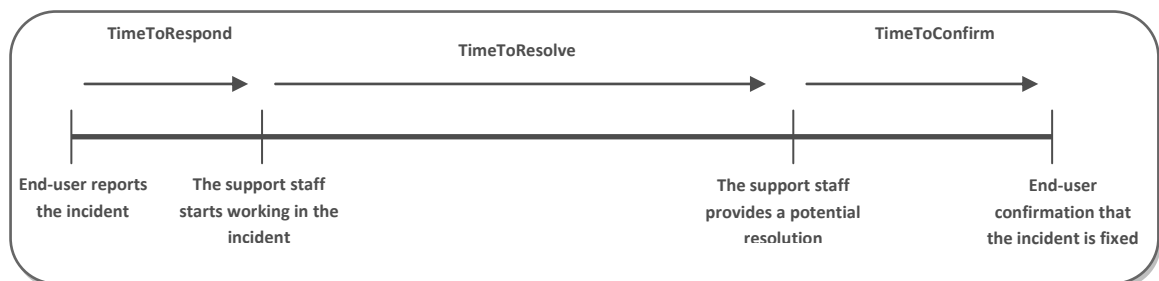 TimeToRespond
TimeToResolve
TimeToConfirm
End-user reports
the incident
The support staff
starts working in the
incident
The support staff
provides a potential
resolution
End-user
confirmation that
the incident is fixed